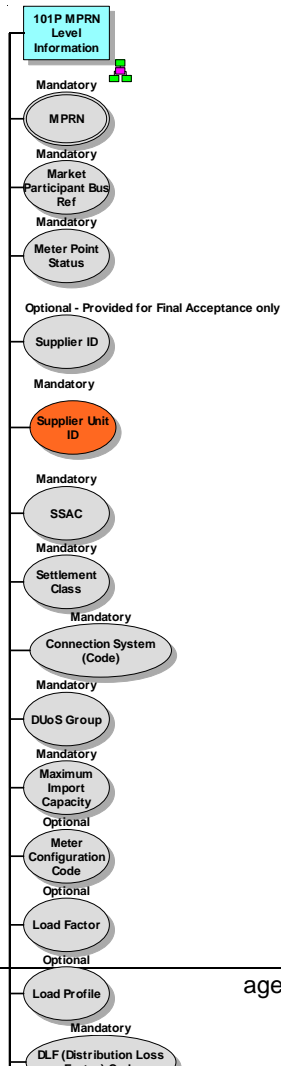 101P MPRN
Level
Information
Mandatory
MPRN
Mandatory
Market
Participant Bus
Ref
Mandatory
Meter Point
Status
Optional - Provided for Final Acceptance only
Supplier ID
Mandatory
Supplier Unit
ID
Mandatory
SSAC
Mandatory
Settlement
Class
Mandatory
Connection System
(Code)
Mandatory
DUoS Group
Mandatory
Maximum
Import
Capacity
Optional
Meter
Configuration
Code
Optional
Load Factor
Optional
Load Profile
age
Mandatory
DLF (Distribution Loss